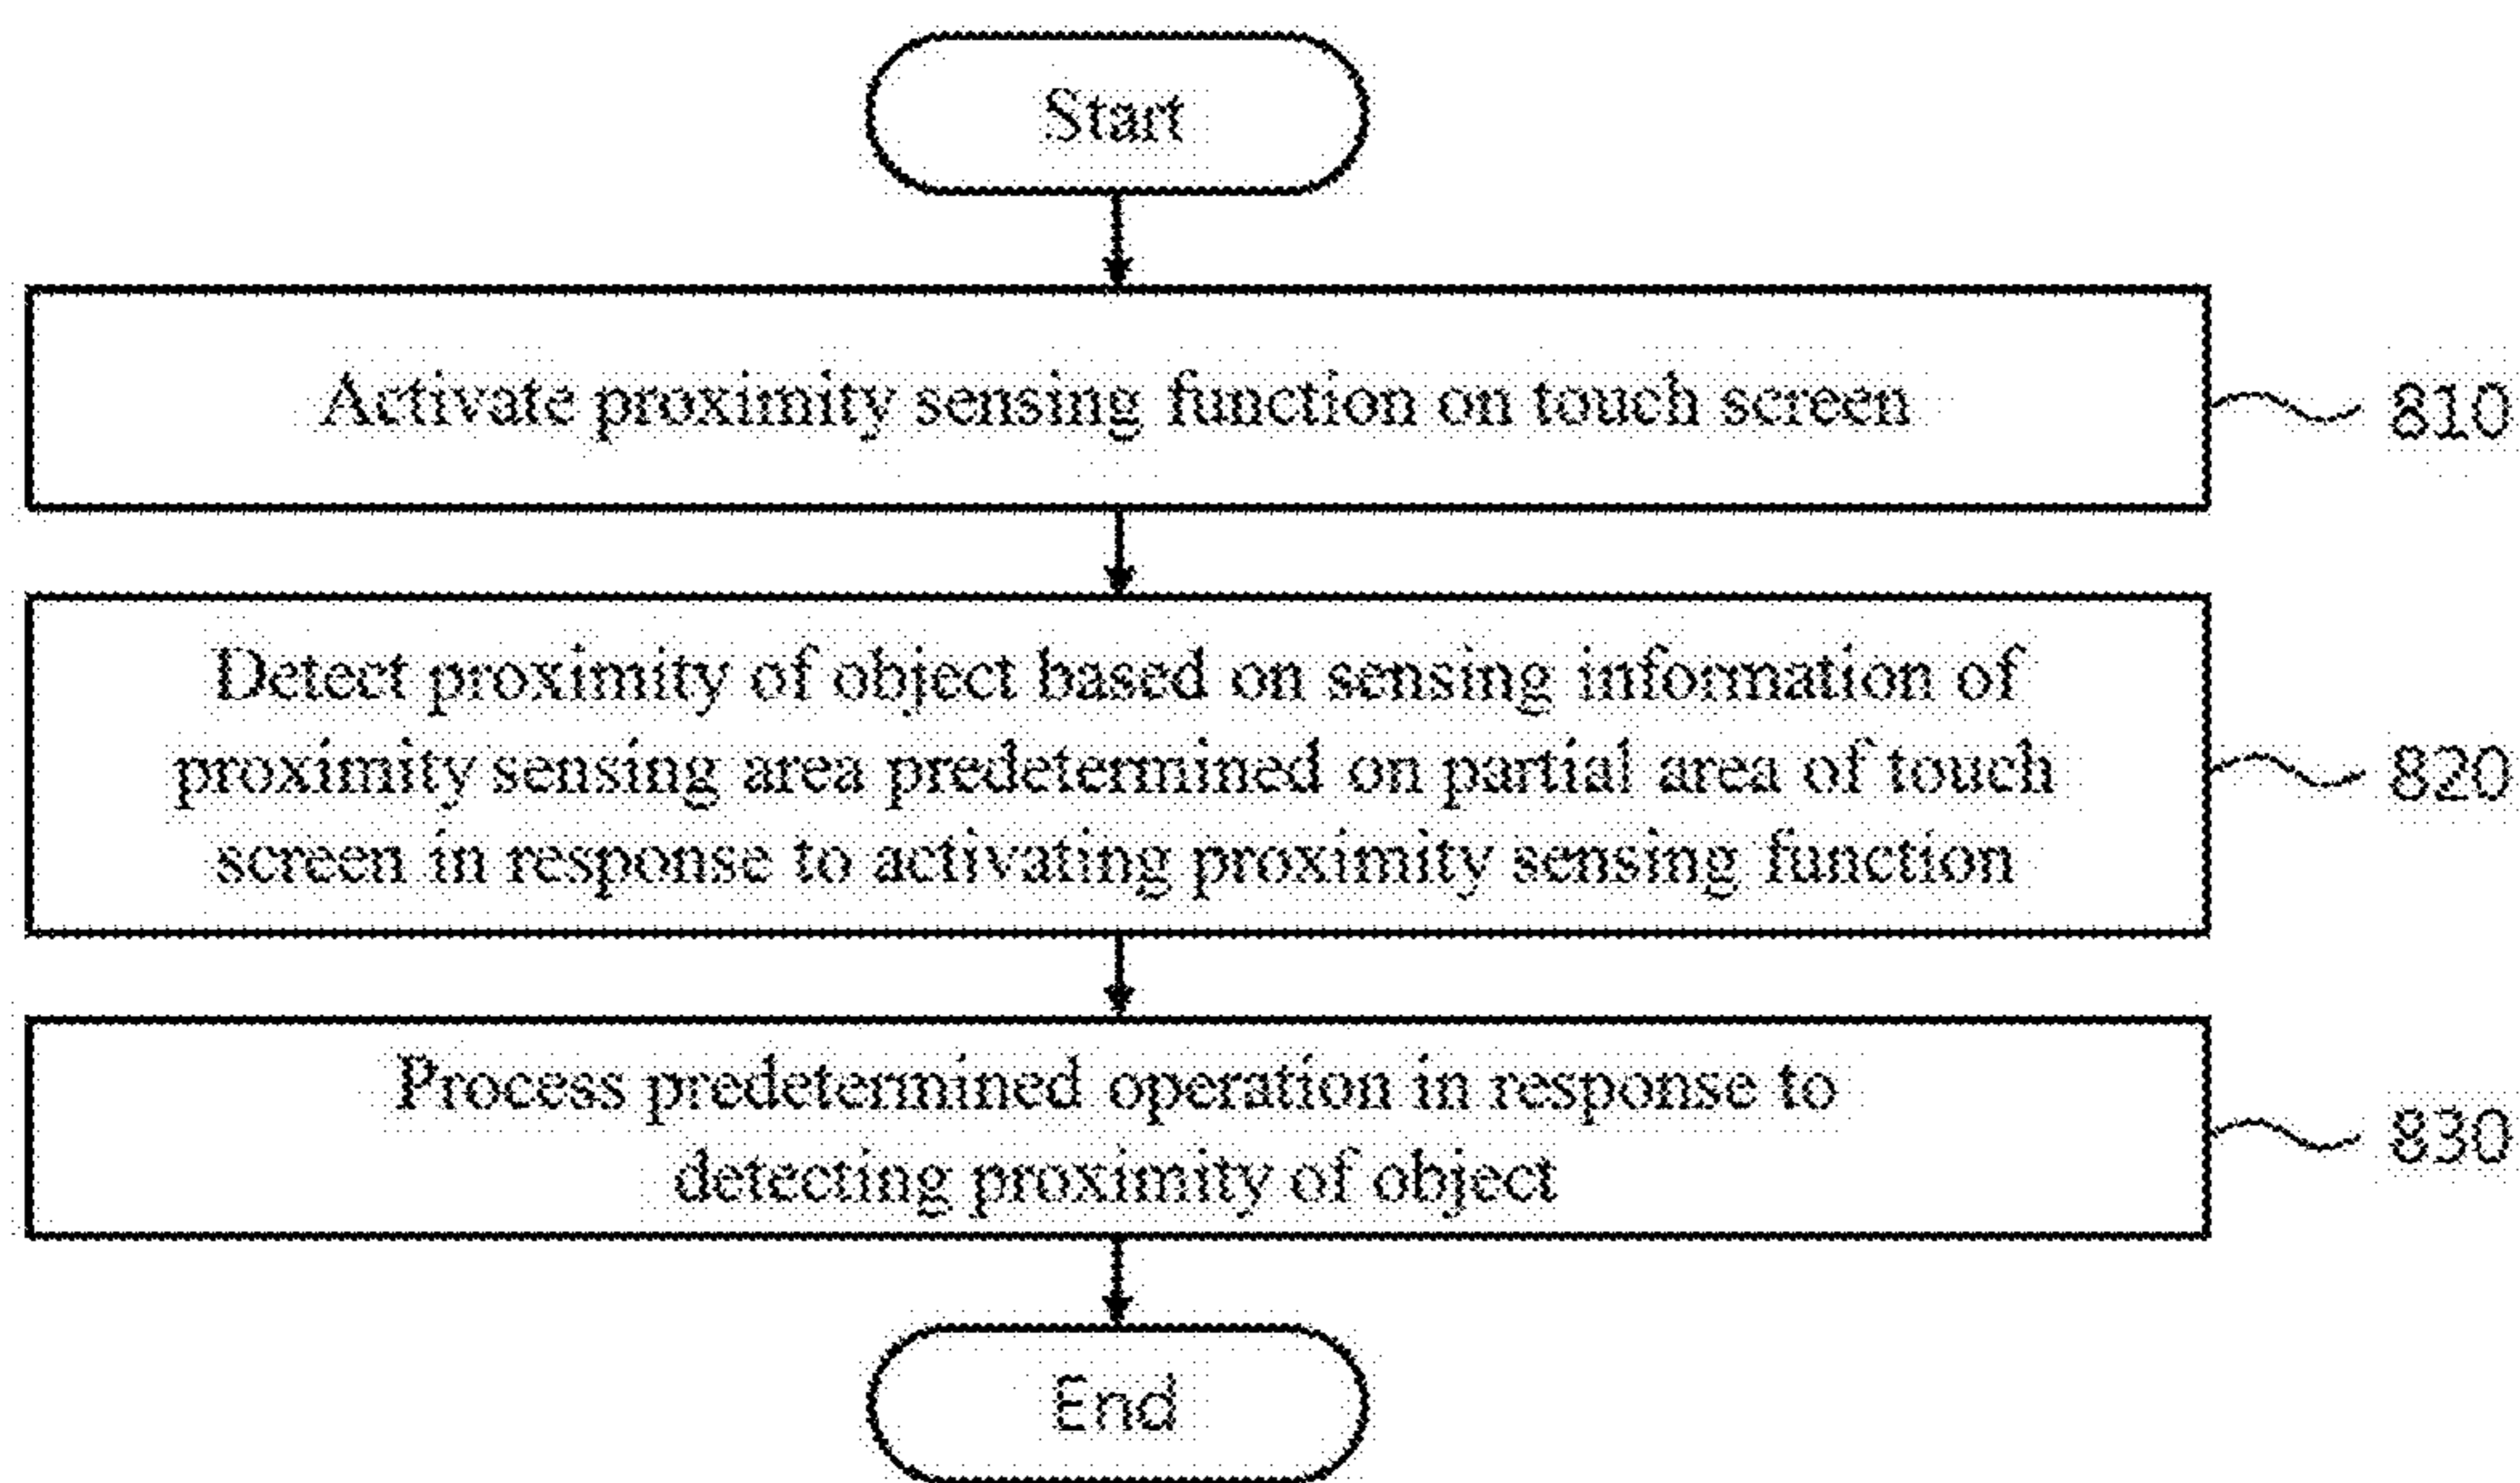 Start
Activate proximity sensing function on touch screen
810
Detect proximity of object based on sensing information of
proximity sensing area predetermined on partial area of touch
screen in response to activating proximity sensing function
820
Process predetermined operation in response to
detecting proximity of object
830
End